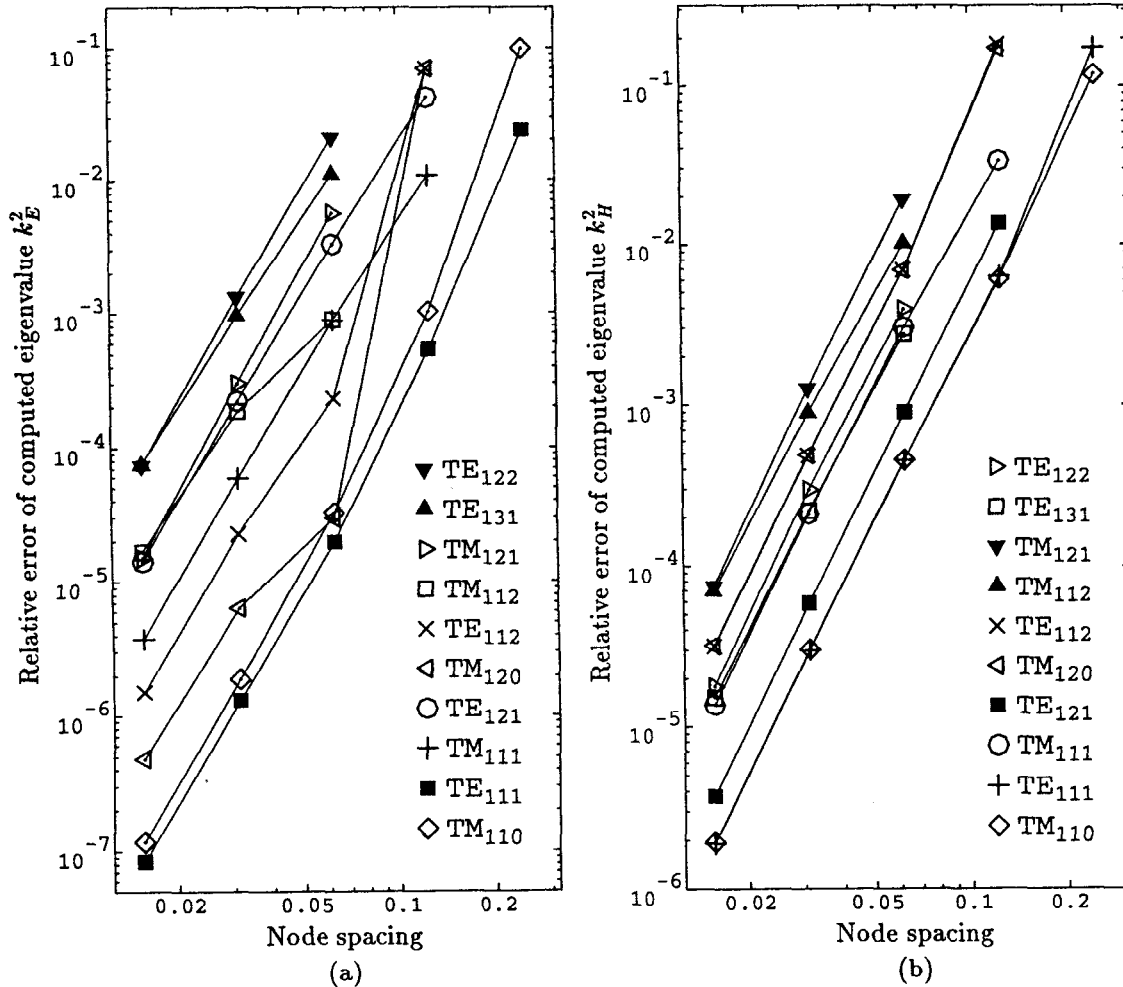 Relative error of computed eigenvalue k_E^2
10^-1
10^-2
10^-3
10^-4
10^-5
10^-6
10^-7
0.02
0.05
0.1
0.2
Node spacing
(a)
TE_122
TE_131
TM_121
TM_112
TE_112
TM_120
TE_121
TM_111
TE_111
TM_110
Relative error of computed eigenvalue k_H^2
10^-1
10^-2
10^-3
10^-4
10^-5
10^-6
0.02
0.05
0.1
0.2
Node spacing
(b)
TE_122
TE_131
TM_121
TM_112
TE_112
TM_120
TE_121
TM_111
TE_111
TM_110